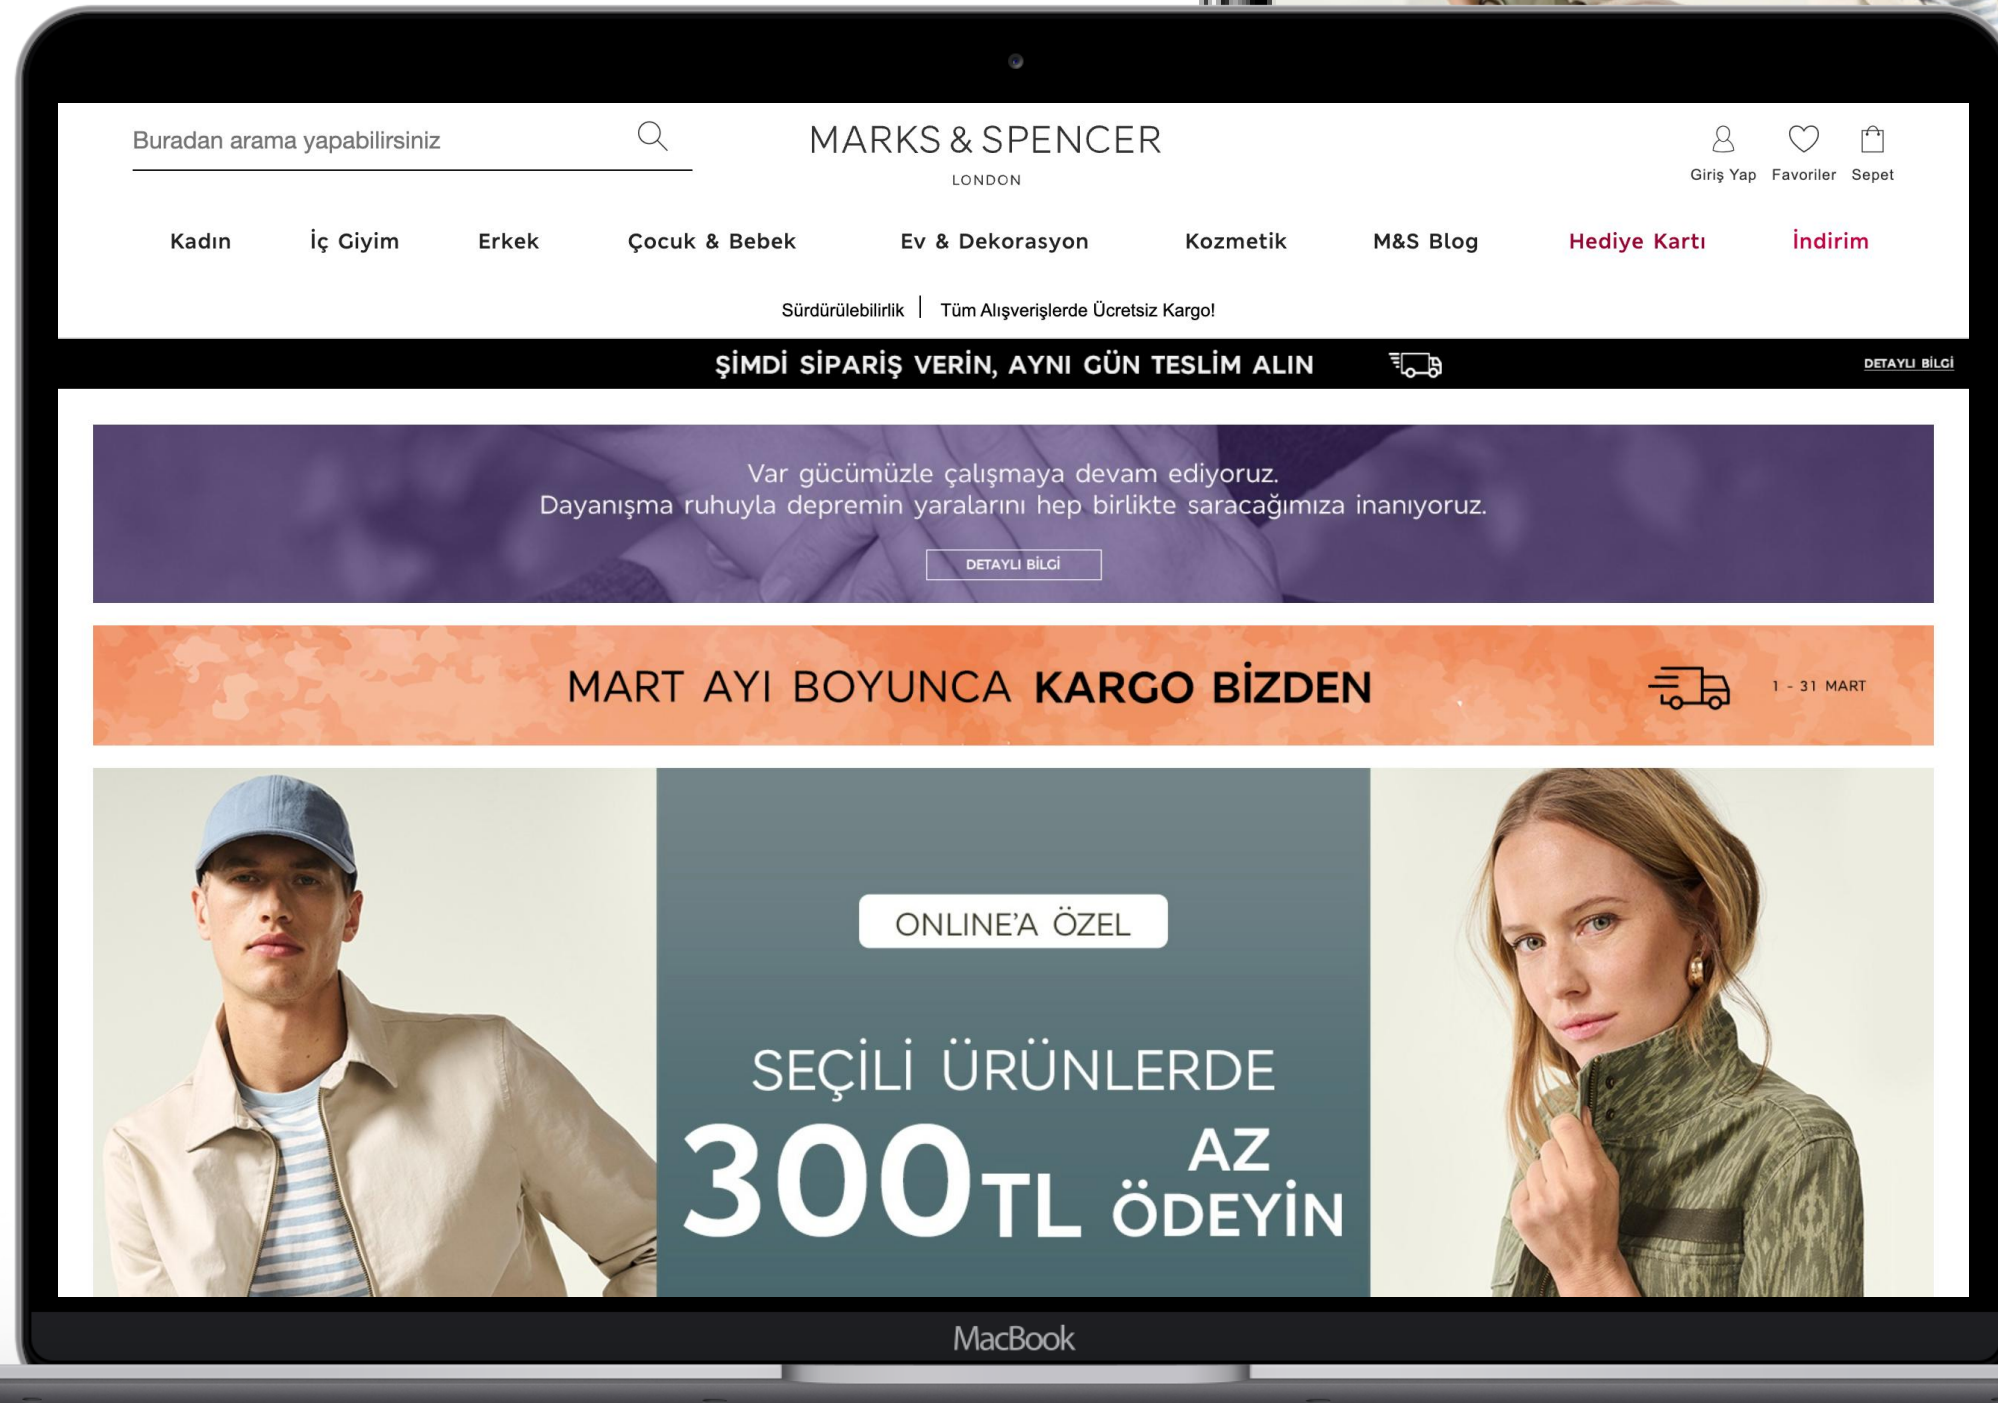 Buradan arama yapabilirsiniz
MARKS & SPENCER
LONDON
Giriş Yap Favoriler Sepet
Kadın İç Giyim Erkek Çocuk & Bebek Ev & Dekorasyon Kozmetik M&S Blog Hediye Kartı İndirim
Sürdürülebilirlik | Tüm Alışverişlerde Ücretsiz Kargo!
ŞİMDİ SİPARİŞ VERİN, AYNI GÜN TESLİM ALIN
DETAYLI BİLGİ
Var gücümüzle çalışmaya devam ediyoruz.
Dayanışma ruhuyla depremin yaralarını hep birlikte saracağımıza inanıyoruz.
DETAYLI BİLGİ
MART AYI BOYUNCA KARGO BİZDEN
1 - 31 MART
ONLINE'A ÖZEL
SEÇİLİ ÜRÜNLERDE
300TL AZ
ÖDEYİN
MacBook